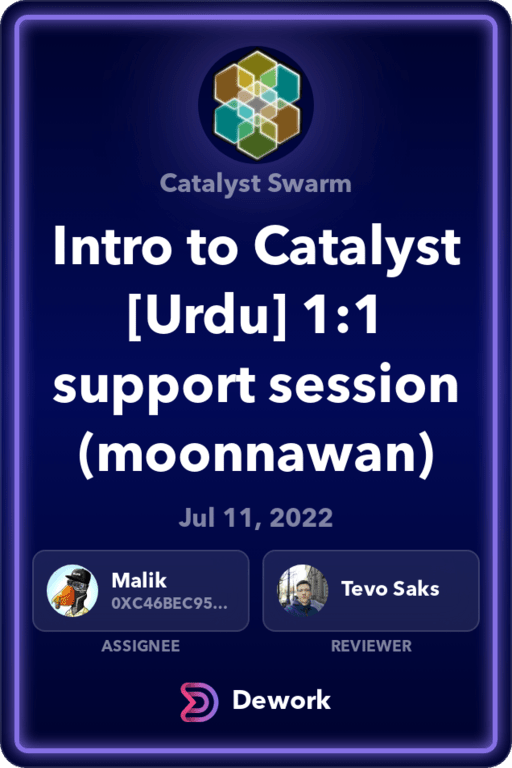 Catalyst Swarm
Intro to Catalyst
[Urdu] 1:1
support session
(moonnawan)
Jul 11, 2022
Malik
0XC46BEC95...
Tevo Saks
ASSIGNEE
REVIEWER
Dework